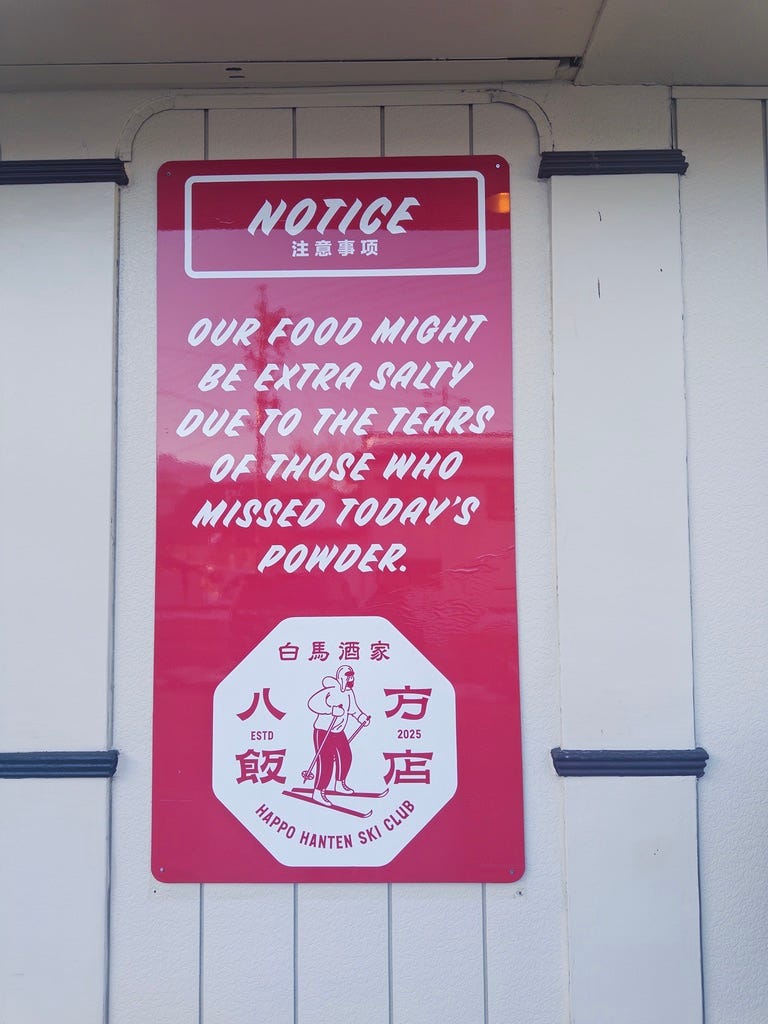 NOTICE
注意事项
OUR FOOD MIGHT
BE EXTRA SALTY
DUE TO THE TEARS
OF THOSE WHO
MISSED TODAY'S
POWDER.
白馬酒家
八方
ESTD 2025
飯店
HAPPO HANTEN SKI CLUB